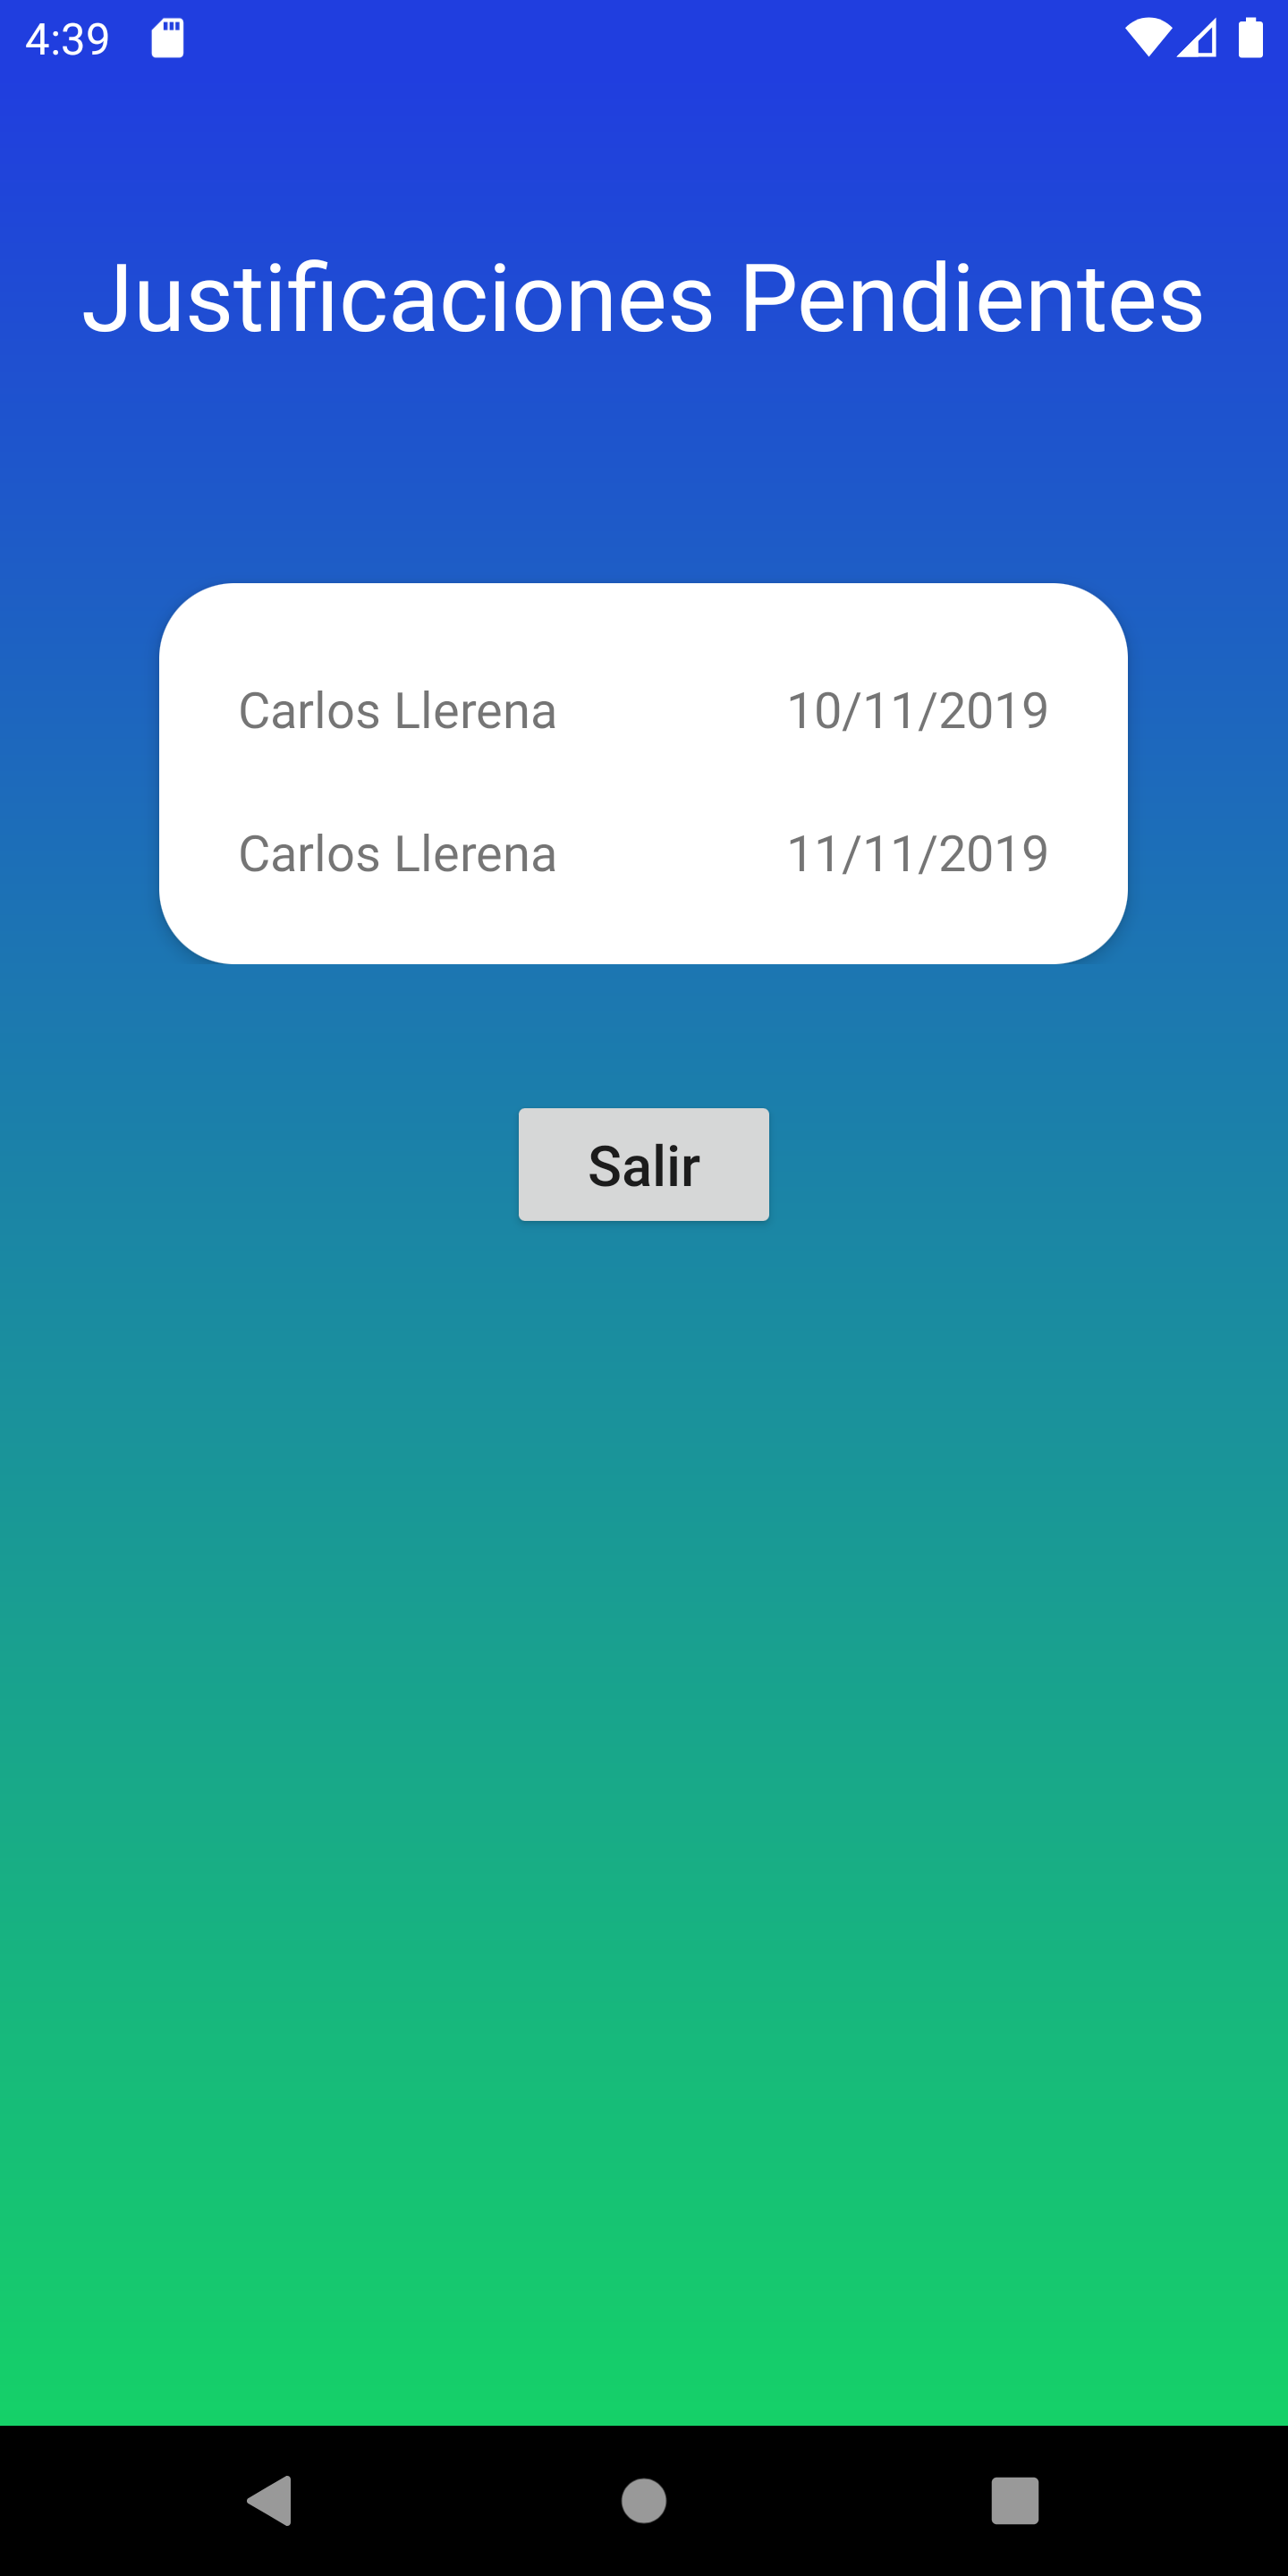 4:39
Justificaciones Pendientes
Carlos Llerena 10/11/2019
Carlos Llerena 11/11/2019
Salir